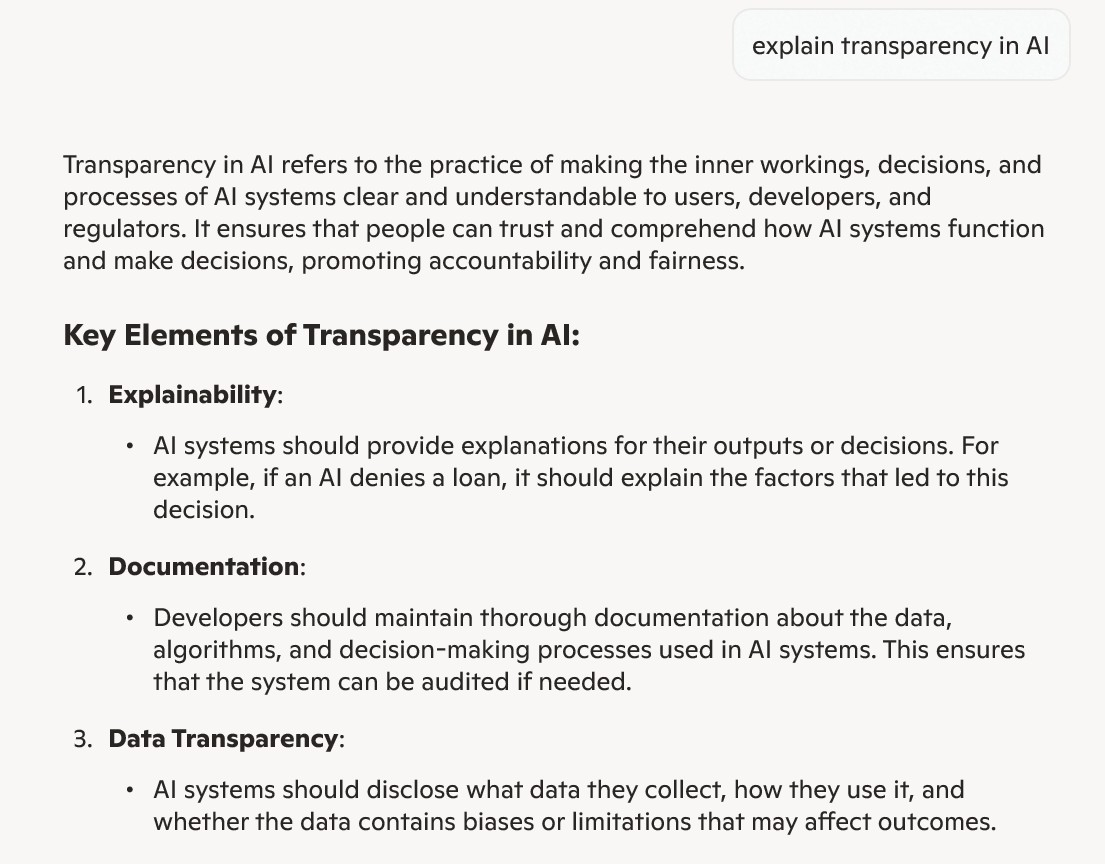 explain transparency in AI
Transparency in AI refers to the practice of making the inner workings, decisions, and
processes of AI systems clear and understandable to users, developers, and
regulators. It ensures that people can trust and comprehend how AI systems function
and make decisions, promoting accountability and fairness.
Key Elements of Transparency in AI:
1. Explainability:
• AI systems should provide explanations for their outputs or decisions. For
example, if an AI denies a loan, it should explain the factors that led to this
decision.
2. Documentation:
• Developers should maintain thorough documentation about the data,
algorithms, and decision-making processes used in AI systems. This ensures
that the system can be audited if needed.
3. Data Transparency:
• AI systems should disclose what data they collect, how they use it, and
whether the data contains biases or limitations that may affect outcomes.